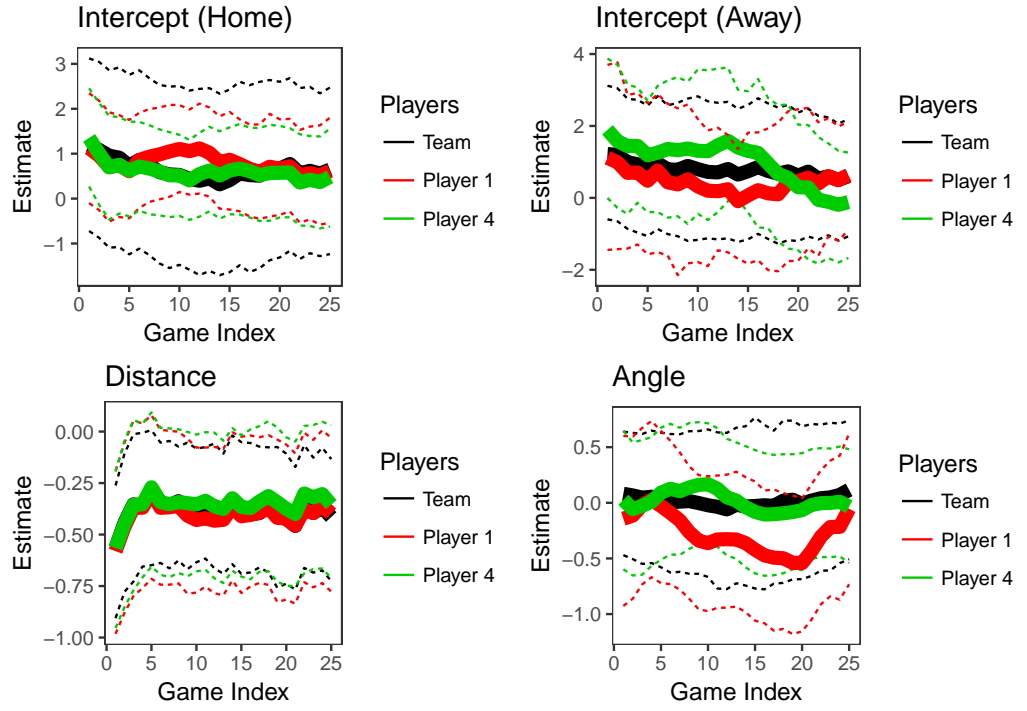 Intercept (Home)
Estimate
3
2
1
0
−1
0 5 10 15 20 25
Game Index
Players
Team
Player 1
Player 4
Intercept (Away)
Estimate
4
2
0
−2
0 5 10 15 20 25
Game Index
Players
Team
Player 1
Player 4
Distance
Estimate
0.00
−0.25
−0.50
−0.75
−1.00
0 5 10 15 20 25
Game Index
Players
Team
Player 1
Player 4
Angle
Estimate
0.5
0.0
−0.5
−1.0
0 5 10 15 20 25
Game Index
Players
Team
Player 1
Player 4